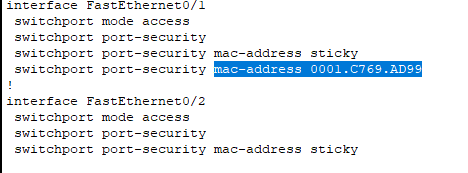 interface FastEthernet0/1
switchport mode access
switchport port-security
switchport port-security mac-address sticky
switchport port-security mac-address 0001.C769.AD99
!
interface FastEthernet0/2
switchport mode access
switchport port-security
switchport port-security mac-address sticky